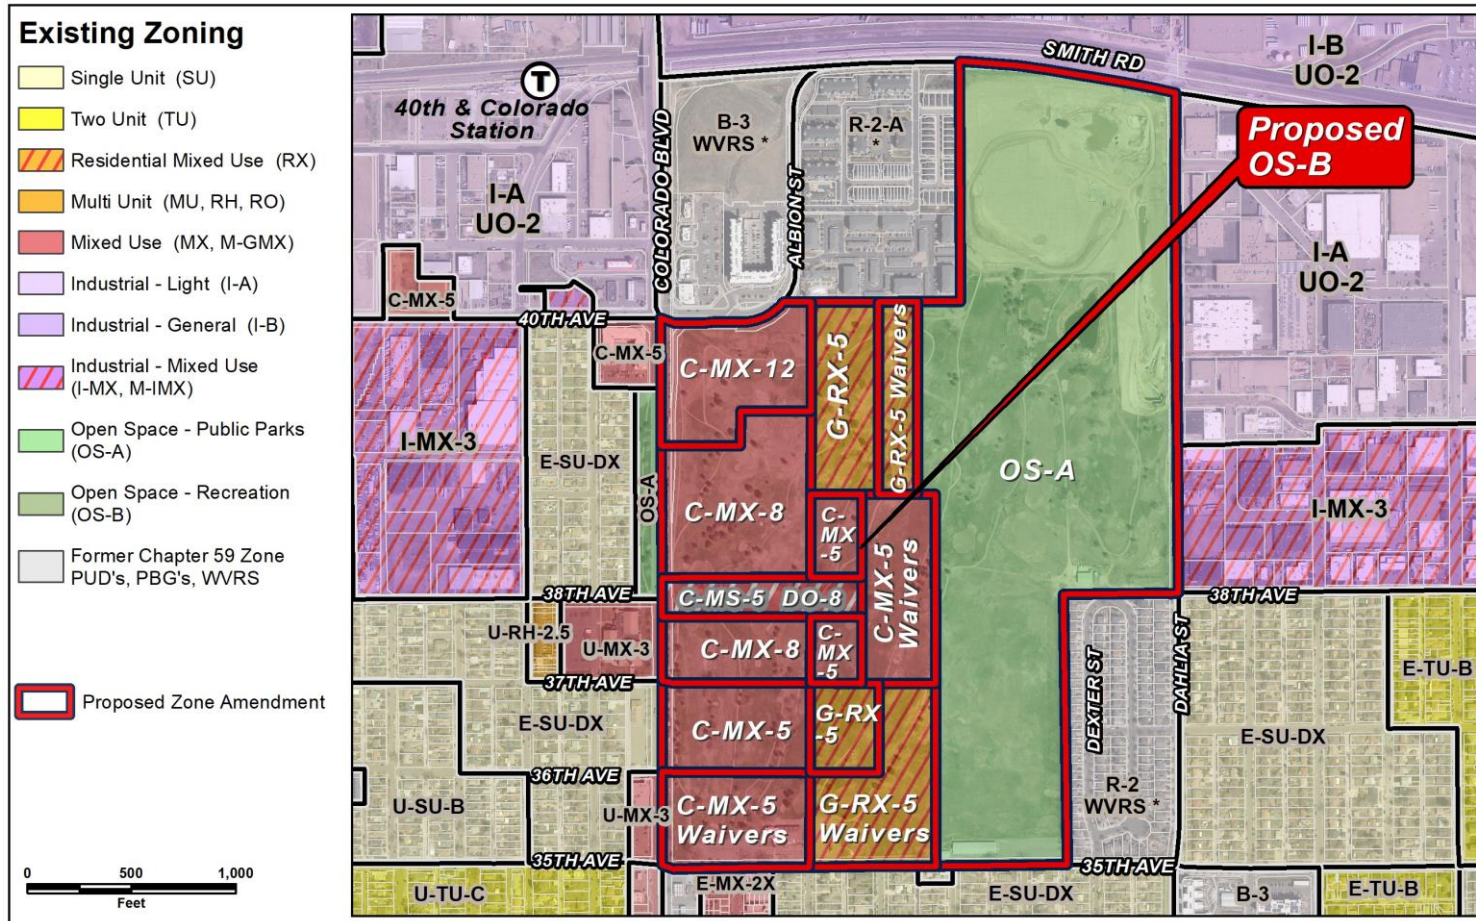 Existing Zoning
Single Unit (SU)
Two Unit (TU)
Residential Mixed Use (RX)
Multi Unit (MU, RH, RO)
Mixed Use (MX, M-GMX)
Industrial - Light (I-A)
Industrial - General (I-B)
Industrial - Mixed Use
(I-MX, M-IMX)
Open Space - Public Parks
(OS-A)
Open Space - Recreation
(OS-B)
Former Chapter 59 Zone
PUD's, PBG's, WVRS
Proposed Zone Amendment
0 500 1,000
Feet
T
40th & Colorado
Station
I-A
UO-2
COLORADO BLVD
B-3
WVRS *
ALBION ST
R-2-A
*
SMITH RD
I-B
UO-2
Proposed
OS-B
I-A
UO-2
C-MX-5
40TH AVE
C-MX-5
C-MX-12
G-RX-5
G-RX-5 Waivers
I-MX-3
E-SU-DX
OS-A
OS-A
I-MX-3
C-MX-8
C-
MX
-5
C-MX-5
Waivers
38TH AVE
C-MS-5 DO-8
38TH AVE
U-RH-2.5
U-MX-3
C-MX-8
C-
MX
-5
37TH AVE
E-SU-DX
C-MX-5
G-RX
-5
DEXTER ST
DAHLIA ST
E-TU-B
E-SU-DX
36TH AVE
U-SU-B
U-MX-3
C-MX-5
Waivers
G-RX-5
Waivers
R-2
WVRS *
35TH AVE
35TH AVE
U-TU-C
E-MX-2X
E-SU-DX
B-3
E-TU-B